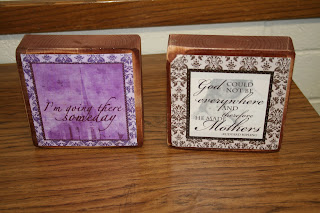 I'm going there
someday
God COULD
NOT BE
everywhere
AND
therefore
HE MADE
Mothers